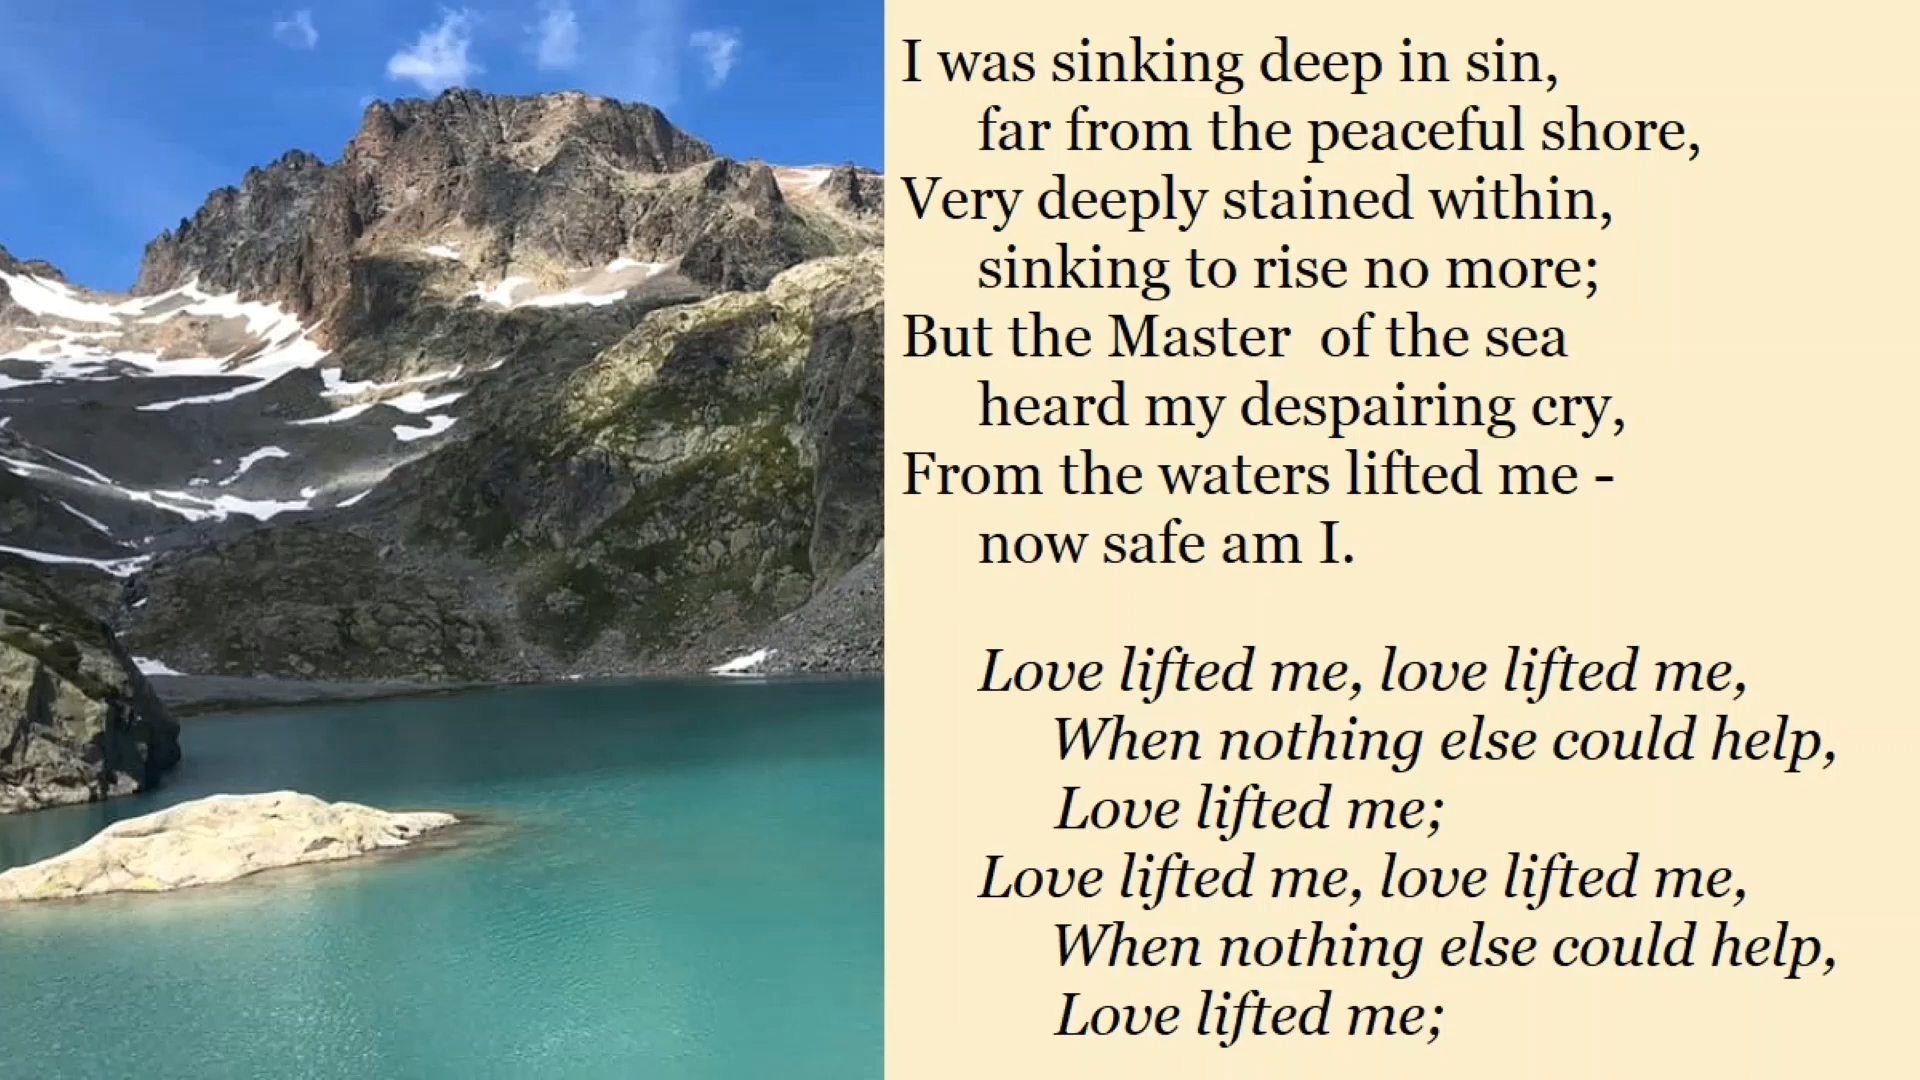 I was sinking deep in sin,
far from the peaceful shore,
Very deeply stained within,
sinking to rise no more;
But the Master  of the sea
heard my despairing cry,
From the waters lifted me -
now safe am I.
Love lifted me, love lifted me,
When nothing else could help,
Love lifted me;
Love lifted me, love lifted me,
When nothing else could help,
Love lifted me;